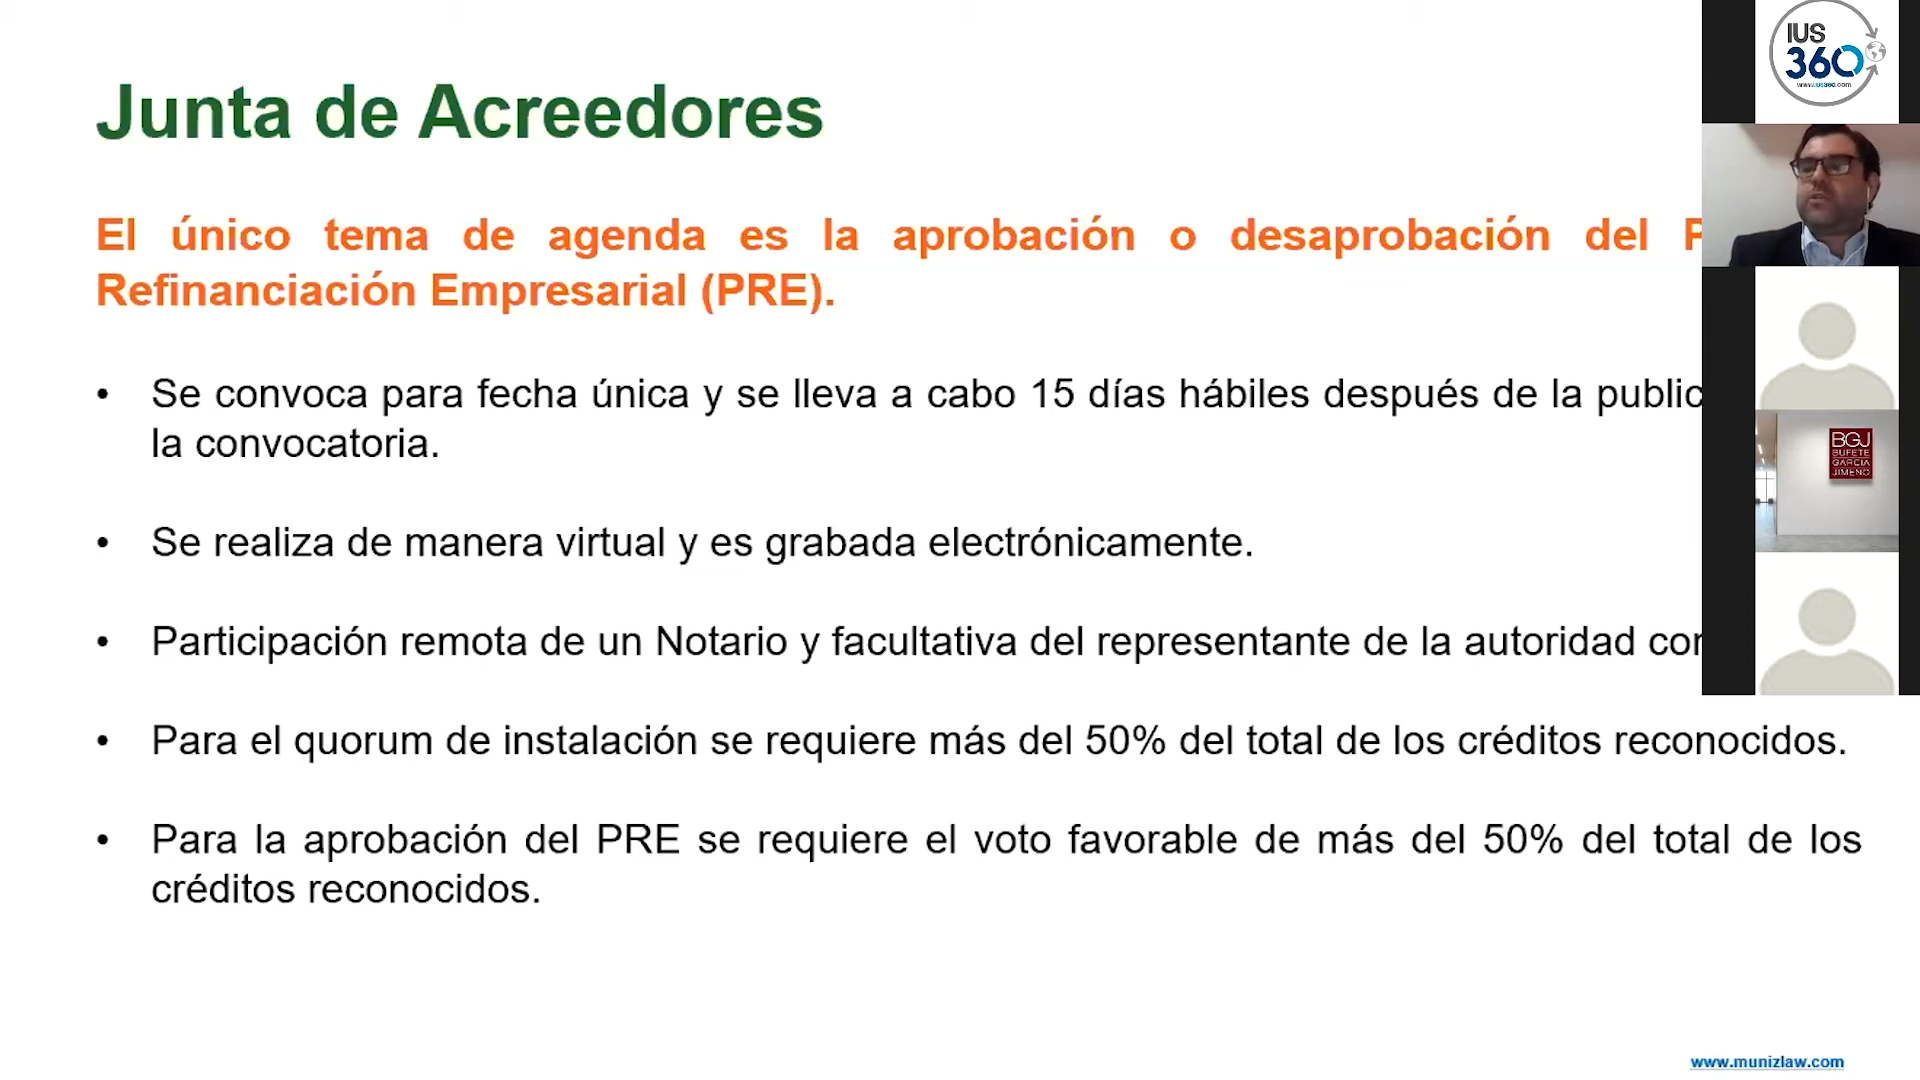 Junta de Acreedores
El único tema de agenda es la aprobación o desaprobación del
Refinanciación Empresarial (PRE).
• Se convoca para fecha única y se lleva a cabo 15 días hábiles después de la public
la convocatoria.
• Se realiza de manera virtual y es grabada electrónicamente.
• Participación remota de un Notario y facultativa del representante de la autoridad
• Para el quorum de instalación se requiere más del 50% del total de los créditos reconocidos.
• Para la aprobación del PRE se requiere el voto favorable de más del 50% del total de los
créditos reconocidos.
www.munizlaw.com
IUS
360
www.ius360.com
BGJ
BUFETE
GARCIA
JIMENO